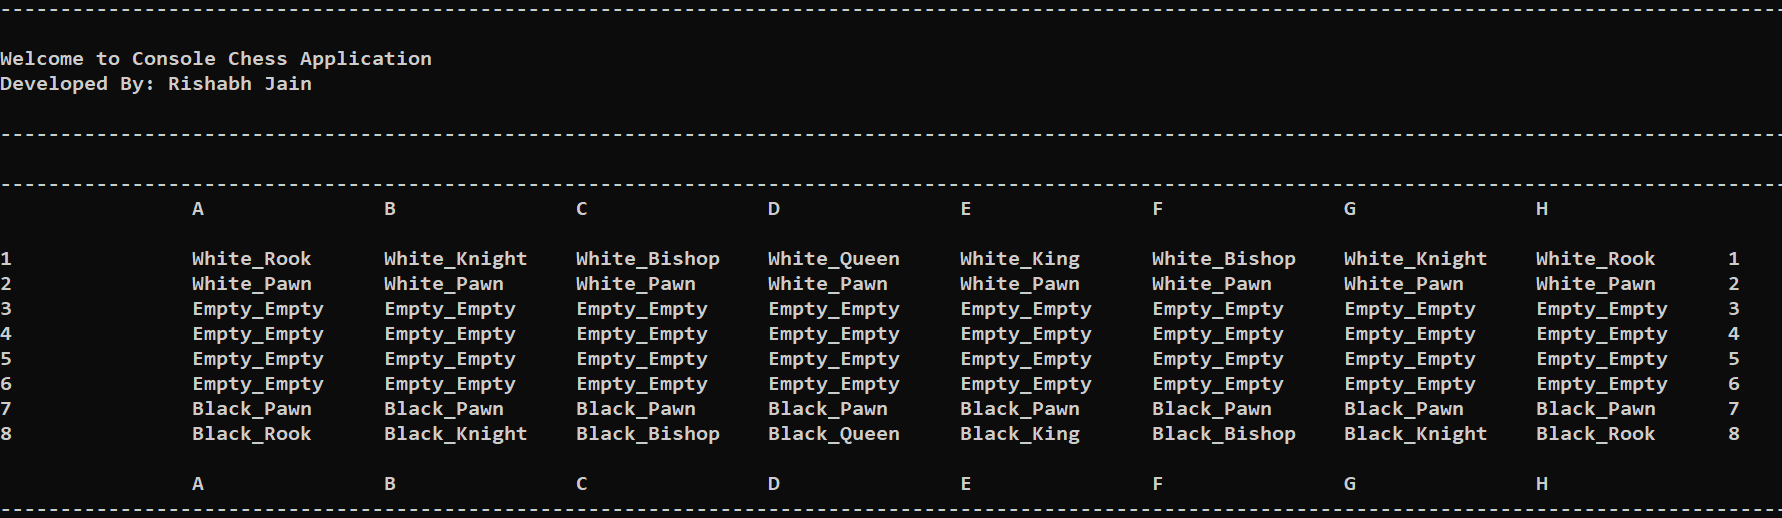 Welcome to Console Chess Application
Developed By: Rishabh Jain
A B C D E F G H
1 White_Rook White_Knight White_Bishop White_Queen White_King White_Bishop White_Knight White_Rook 1
2 White_Pawn White_Pawn White_Pawn White_Pawn White_Pawn White_Pawn White_Pawn White_Pawn 2
3 Empty_Empty Empty_Empty Empty_Empty Empty_Empty Empty_Empty Empty_Empty Empty_Empty Empty_Empty 3
4 Empty_Empty Empty_Empty Empty_Empty Empty_Empty Empty_Empty Empty_Empty Empty_Empty Empty_Empty 4
5 Empty_Empty Empty_Empty Empty_Empty Empty_Empty Empty_Empty Empty_Empty Empty_Empty Empty_Empty 5
6 Empty_Empty Empty_Empty Empty_Empty Empty_Empty Empty_Empty Empty_Empty Empty_Empty Empty_Empty 6
7 Black_Pawn Black_Pawn Black_Pawn Black_Pawn Black_Pawn Black_Pawn Black_Pawn Black_Pawn 7
8 Black_Rook Black_Knight Black_Bishop Black_Queen Black_King Black_Bishop Black_Knight Black_Rook 8
A B C D E F G H